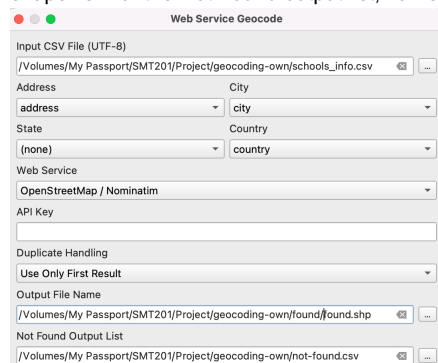 Web Service Geocode
Input CSV File (UTF-8)
/Volumes/My Passport/SMT201/Project/geocoding-own/schools_info.csv
...
Address City
address city
State Country
(none) country
Web Service
OpenStreetMap / Nominatim
API Key
Duplicate Handling
Use Only First Result
Output File Name
/Volumes/My Passport/SMT201/Project/geocoding-own/found/found.shp
...
Not Found Output List
/Volumes/My Passport/SMT201/Project/geocoding-own/not-found.csv
...